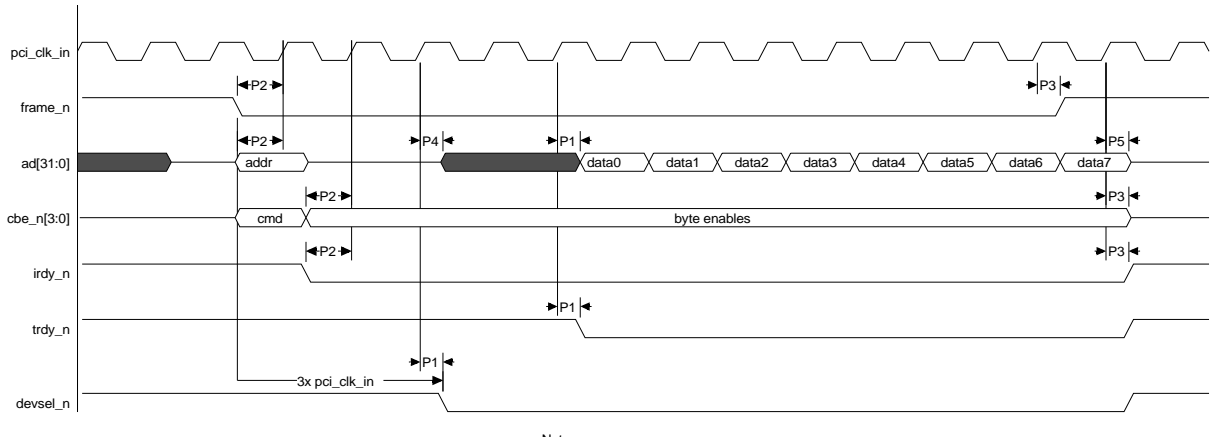 pci_clk_in
P2 P3
frame_n
P2 P4 P1 P5
ad[31:0] addr data0 data1 data2 data3 data4 data5 data6 data7
P2 P3
cbe_n[3:0] cmd byte enables
P2 P3
irdy_n
P1
trdy_n
P1
3x pci_clk_in
devsel_n